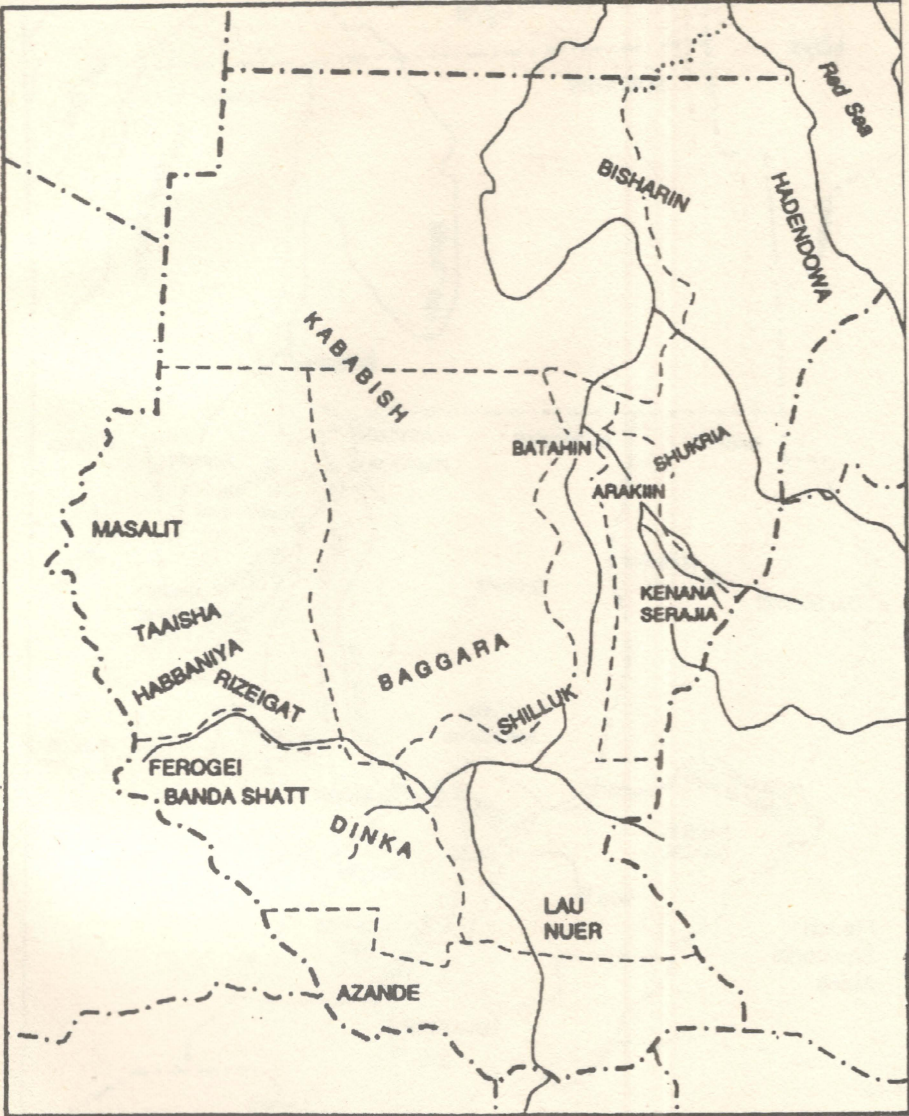 Red Sea
BISHARIN
HADENDOWA
KABABISH
BATAHIN
SHUKRIA
ARAKIIN
MASALIT
KENANA
SERAJIA
TAAISHA
HABBANIYA
RIZEIGAT
BAGGARA
SHILLUK
FEROGEI
BANDA SHATT
DINKA
LAU
NUER
AZANDE